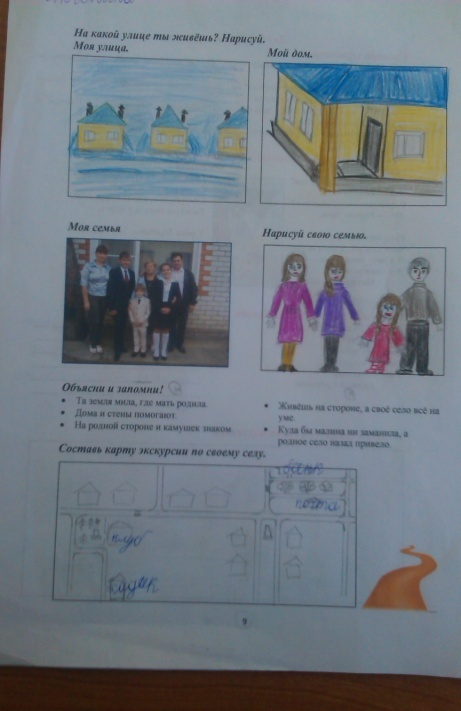 На какой улице ты живёшь? Нарисуй.
Моя улица.
Мой дом.
Моя семья
Нарисуй свою семью.
Объясни и запомни!
• Та земля мила, где мать родила.
• Дома и стены помогают.
• На родной стороне и камушек знаком.
• Живёшь на стороне, а своё село всё на
уме.
• Куда бы малина ни заманила, а
родное село назад привело.
Составь карту экскурсии по своему селу.
банк
почта
клуб
садик
9